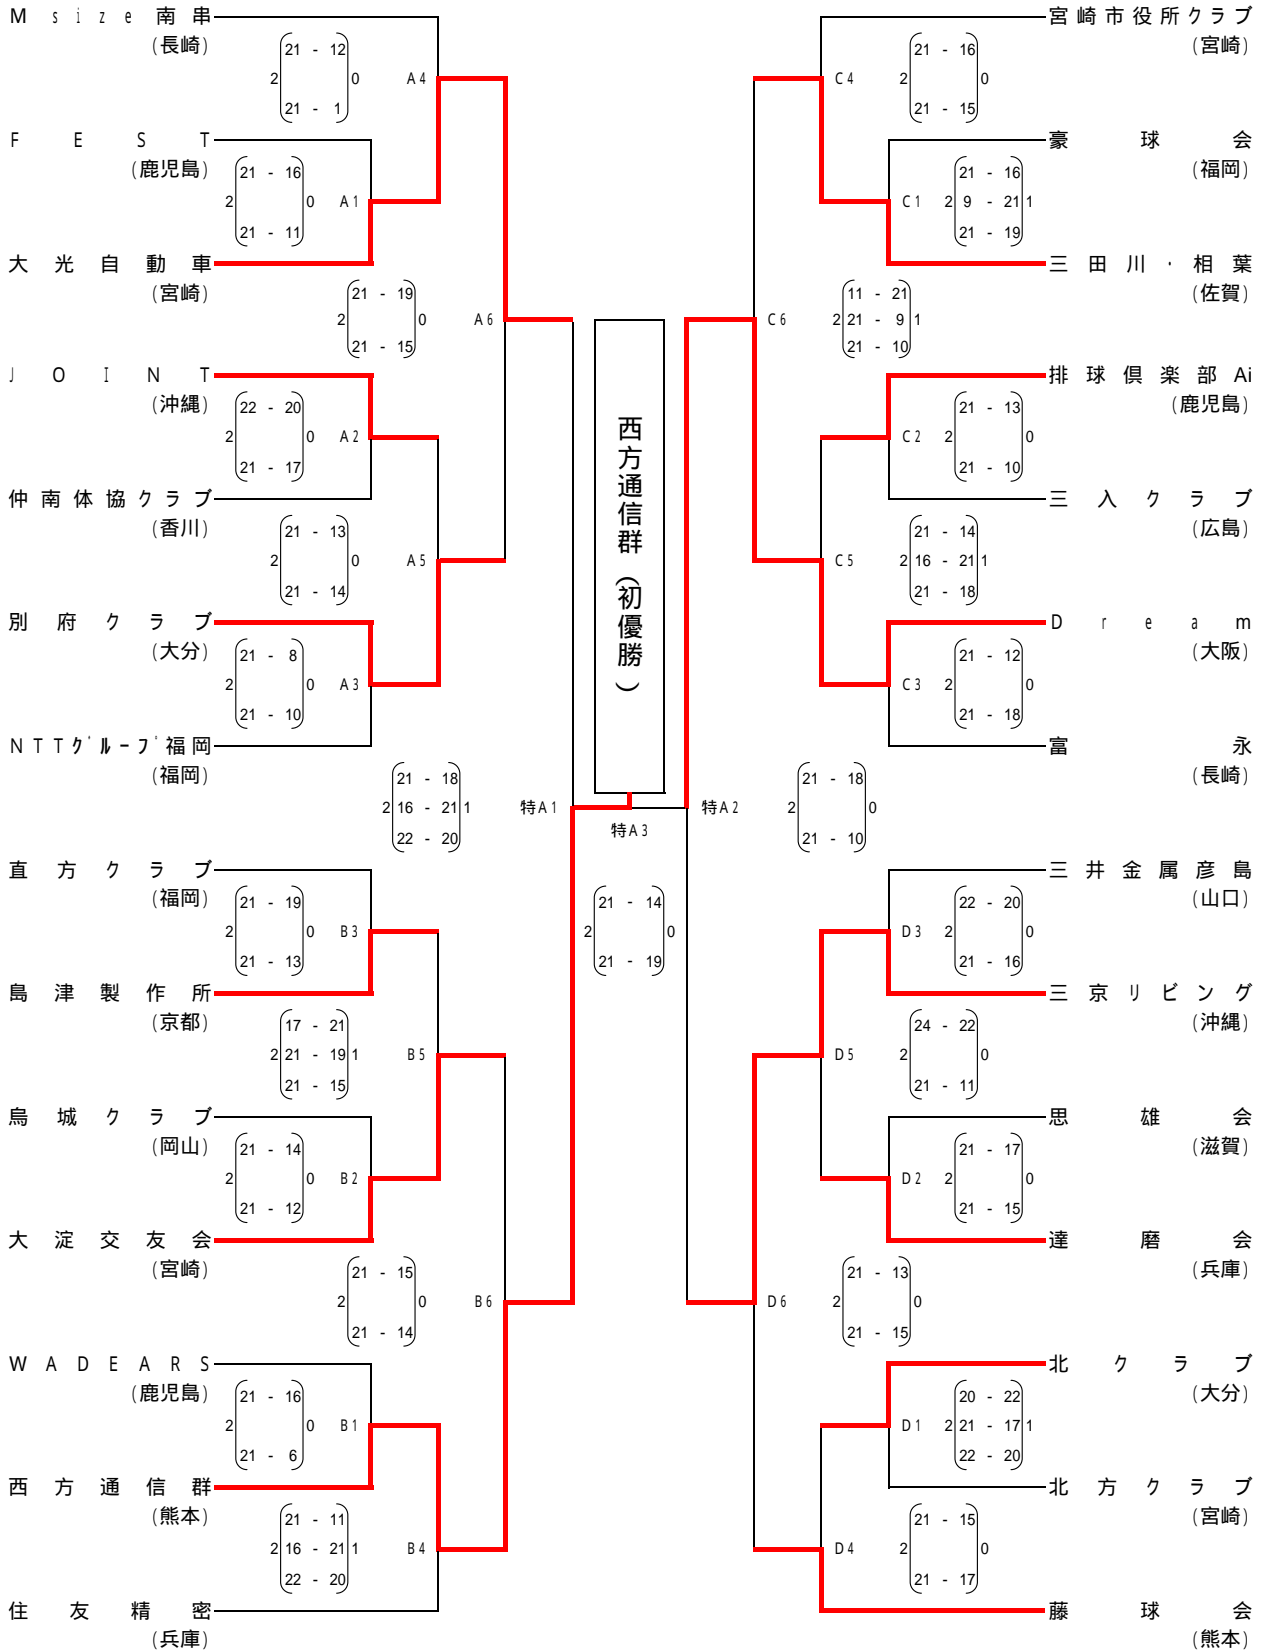 Msize南串
(長崎)
21 - 12
2 0 A4
21 - 1
FEST
(鹿児島)
21 - 16
2 0 A1
21 - 11
大光自動車
(宮崎)
21 - 19
2 0 A6
21 - 15
JOINT
(沖縄)
22 - 20
2 0 A2
21 - 17
仲南体協クラブ
(香川)
21 - 13
2 0 A5
21 - 14
別府クラブ
(大分)
21 - 8
2 0 A3
21 - 10
NTTグループ福岡
(福岡)
21 - 18
2 16 - 21 1 特A1
22 - 20
直方クラブ
(福岡)
21 - 19
2 0 B3
21 - 13
島津製作所
(京都)
17 - 21
2 21 - 19 1 B5
21 - 15
烏城クラブ
(岡山)
21 - 14
2 0 B2
21 - 12
大淀交友会
(宮崎)
21 - 15
2 0 B6
21 - 14
WADEARS
(鹿児島)
21 - 16
2 0 B1
21 - 6
西方通信群
(熊本)
21 - 11
2 16 - 21 1 B4
22 - 20
住友精密
(兵庫)
西方通信群(初優勝)
特A3
21 - 14
2 0
21 - 19
宮崎市役所クラブ
(宮崎)
21 - 16
C4 2 0
21 - 15
豪球会
(福岡)
21 - 16
C1 2 9 - 21 1
21 - 19
三田川・相葉
(佐賀)
11 - 21
C6 2 21 - 9 1
21 - 10
排球倶楽部Ai
(鹿児島)
21 - 13
C2 2 0
21 - 10
三入クラブ
(広島)
21 - 14
C5 2 16 - 21 1
21 - 18
Dream
(大阪)
21 - 12
C3 2 0
21 - 18
富永
(長崎)
21 - 18
特A2 2 0
21 - 10
三井金属彦島
(山口)
22 - 20
D3 2 0
21 - 16
三京リビング
(沖縄)
24 - 22
D5 2 0
21 - 11
思雄会
(滋賀)
21 - 17
D2 2 0
21 - 15
達磨会
(兵庫)
21 - 13
D6 2 0
21 - 15
北クラブ
(大分)
20 - 22
D1 2 21 - 17 1
22 - 20
北方クラブ
(宮崎)
21 - 15
D4 2 0
21 - 17
藤球会
(熊本)